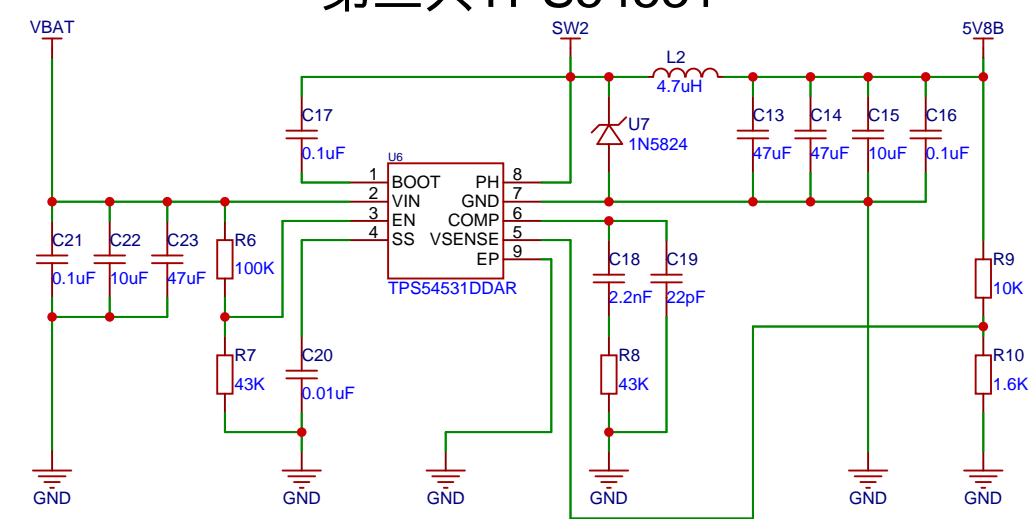 TPS54531
VBAT
SW2
5V8B
L2
4.7uH
C17
0.1uF
U7
1N5824
C13
47uF
C14
47uF
C15
10uF
C16
0.1uF
U6
1 BOOT
2 VIN
3 EN
4 SS
PH 8
GND 7
COMP 6
VSENSE 5
EP 9
TPS54531DDAR
C21
0.1uF
C22
10uF
C23
47uF
R6
100K
C18
2.2nF
C19
22pF
R9
10K
R7
43K
C20
0.01uF
R8
43K
R10
1.6K
GND
GND
GND
GND
GND
GND